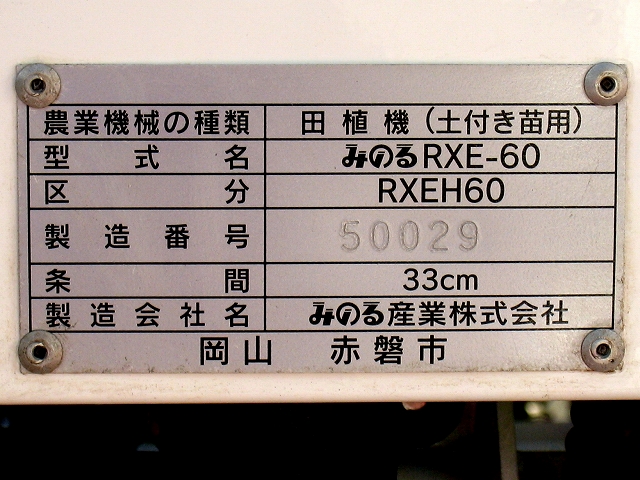 農業機械の種類 田植機(土付き苗用)
型式名 みのるRXE-60
区分 RXEH60
製造番号 50029
条間 33cm
製造会社名 みのる産業株式会社
岡山 赤磐市